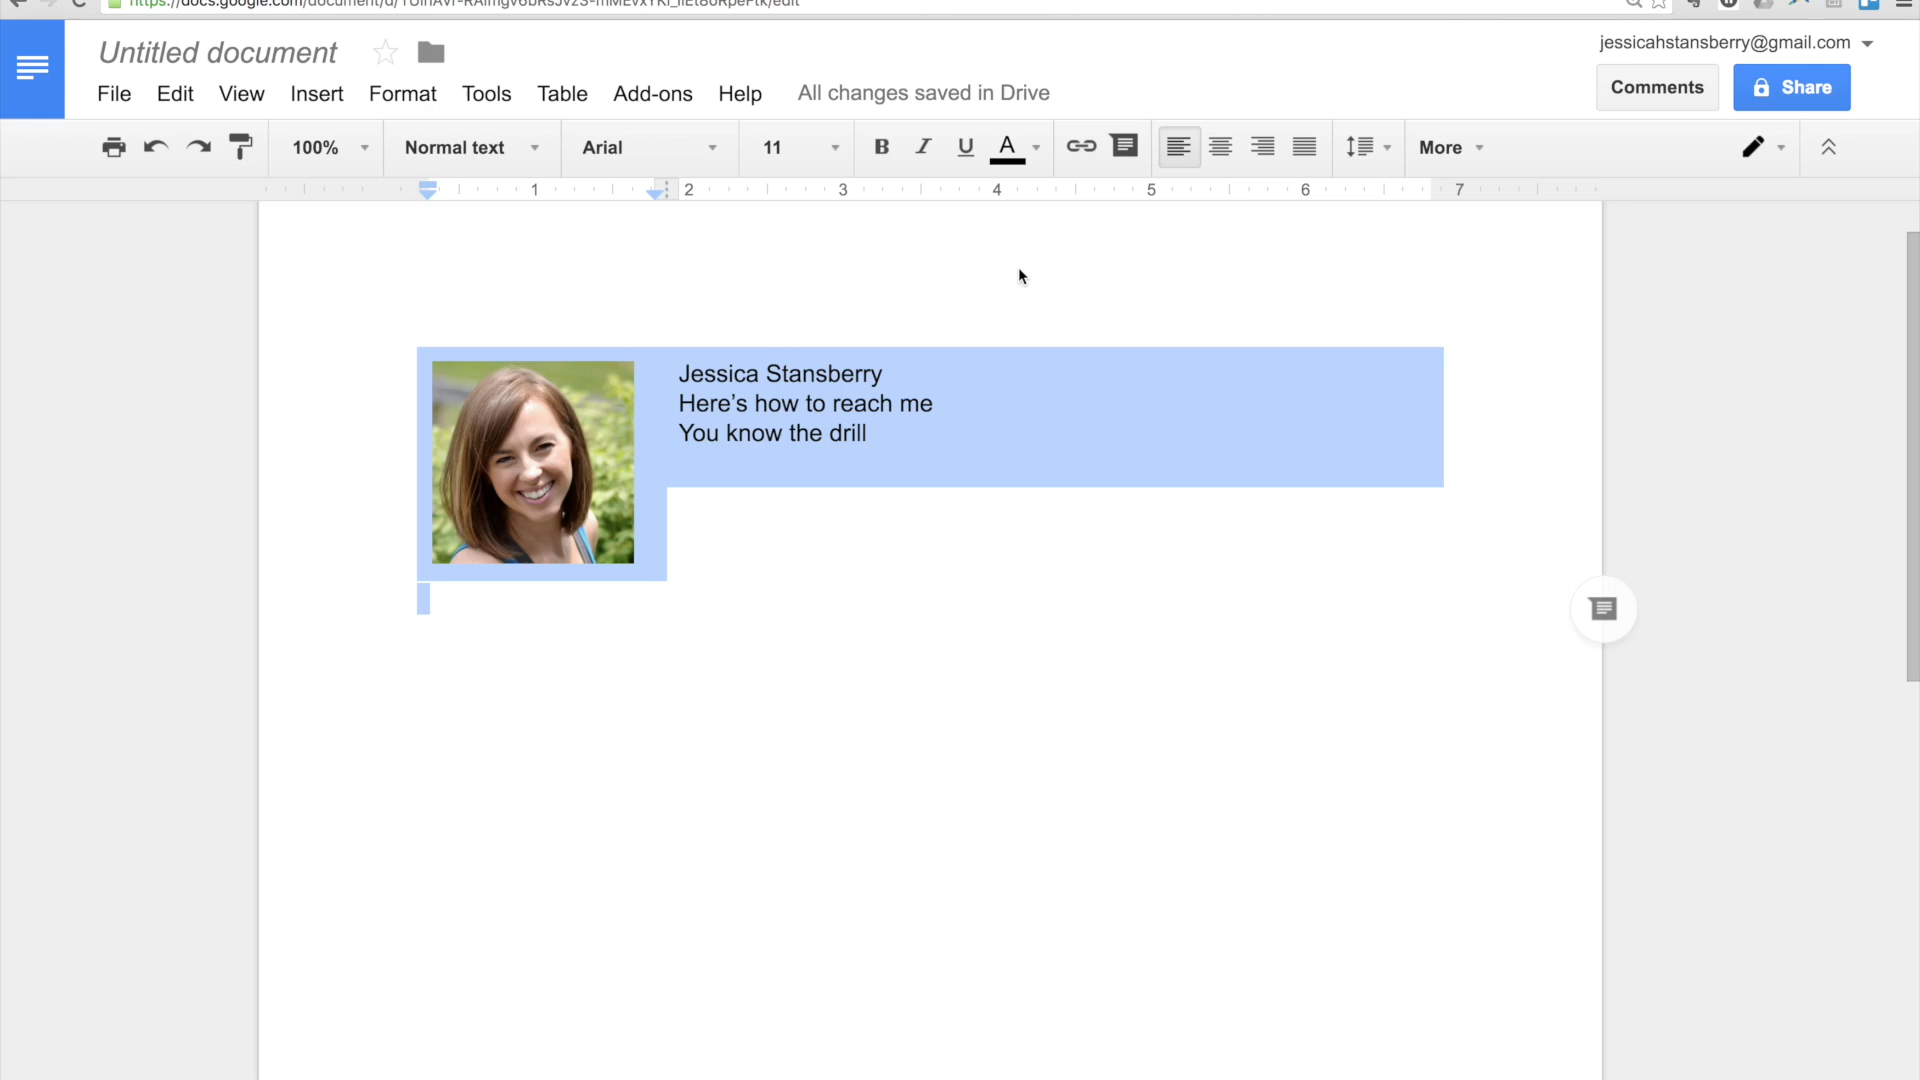 Untitled document
jessicahstansberry@gmail.com
File Edit View Insert Format Tools Table Add-ons Help All changes saved in Drive
Comments Share
100% Normal text Arial 11 B I U A More
1 2 3 4 5 6 7
Jessica Stansberry
Here’s how to reach me
You know the drill